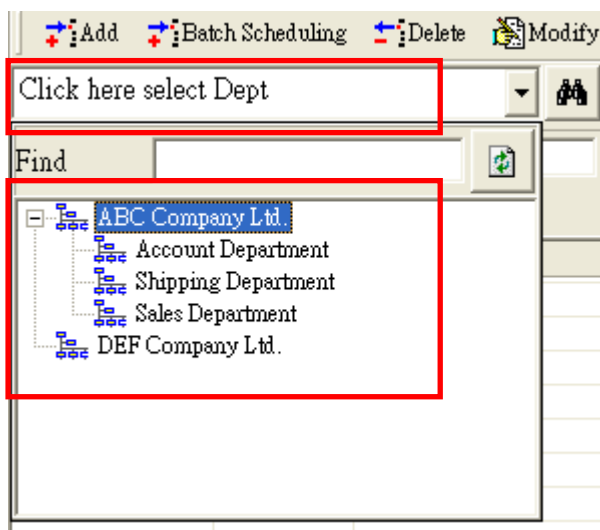 Add Batch Scheduling Delete Modify
Click here select Dept
Find
ABC Company Ltd.
Account Department
Shipping Department
Sales Department
DEF Company Ltd.